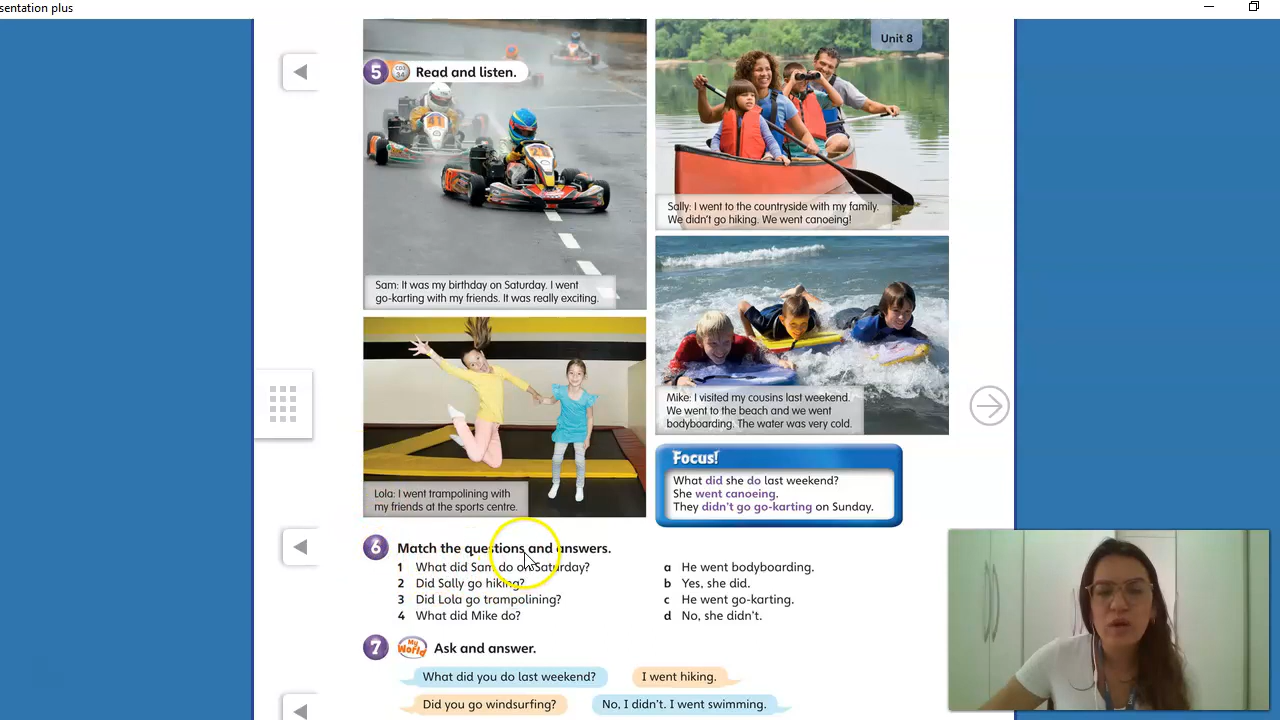 sentation plus
Unit 8
5 CD3 34 Read and listen.
Sam: It was my birthday on Saturday. I went
go-karting with my friends. It was really exciting.
Sally: I went to the countryside with my family.
We didn't go hiking. We went canoeing!
Lola: I went trampolining with
my friends at the sports centre.
Mike: I visited my cousins last weekend.
We went to the beach and we went
bodyboarding. The water was very cold.
Focus!
What did she do last weekend?
She went canoeing.
They didn't go go-karting on Sunday.
6 Match the questions and answers.
1 What did Sam do on Saturday?
2 Did Sally go hiking?
3 Did Lola go trampolining?
4 What did Mike do?
a He went bodyboarding.
b Yes, she did.
c He went go-karting.
d No, she didn't.
7 My World Ask and answer.
What did you do last weekend?
I went hiking.
Did you go windsurfing?
No, I didn't. I went swimming.